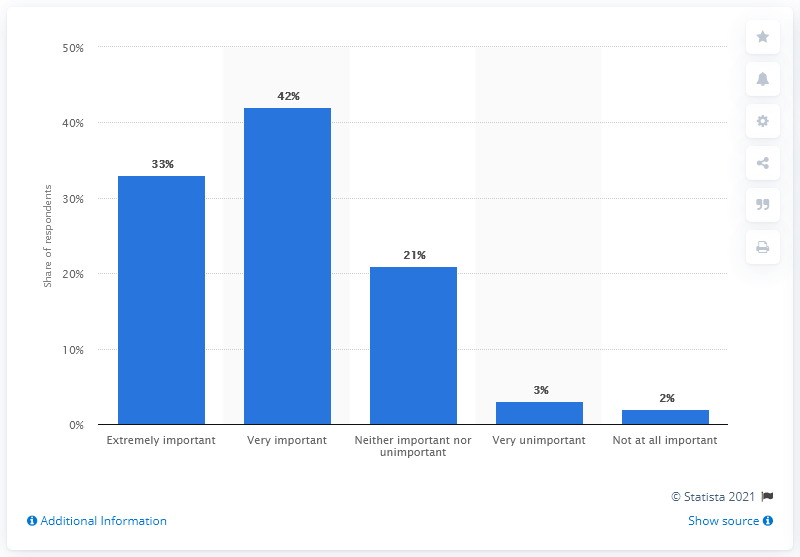 50%
40%
30%
20%
10%
0%
Share of respondents
33%
42%
21%
3%
2%
Extremely important
Very important
Neither important nor
unimportant
Very unimportant
Not at all important
© Statista 2021
Additional Information
Show source